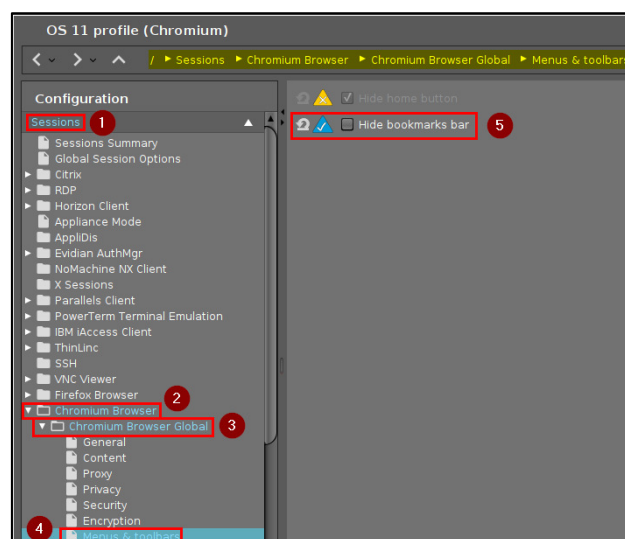 OS 11 profile (Chromium)
/ Sessions Chromium Browser Chromium Browser Global Menus & toolbars
Configuration
Hide home button
Sessions 1
Hide bookmarks bar 5
Sessions Summary
Global Session Options
Citrix
RDP
Horizon Client
Appliance Mode
AppliDis
Evidian AuthMgr
NoMachine NX Client
X Sessions
Parallels Client
PowerTerm Terminal Emulation
IBM iAccess Client
ThinLinc
SSH
VNC Viewer
Firefox Browser 2
Chromium Browser
Chromium Browser Global 3
General
Content
Proxy
Privacy
Security
Encryption
4 Menus & toolbars